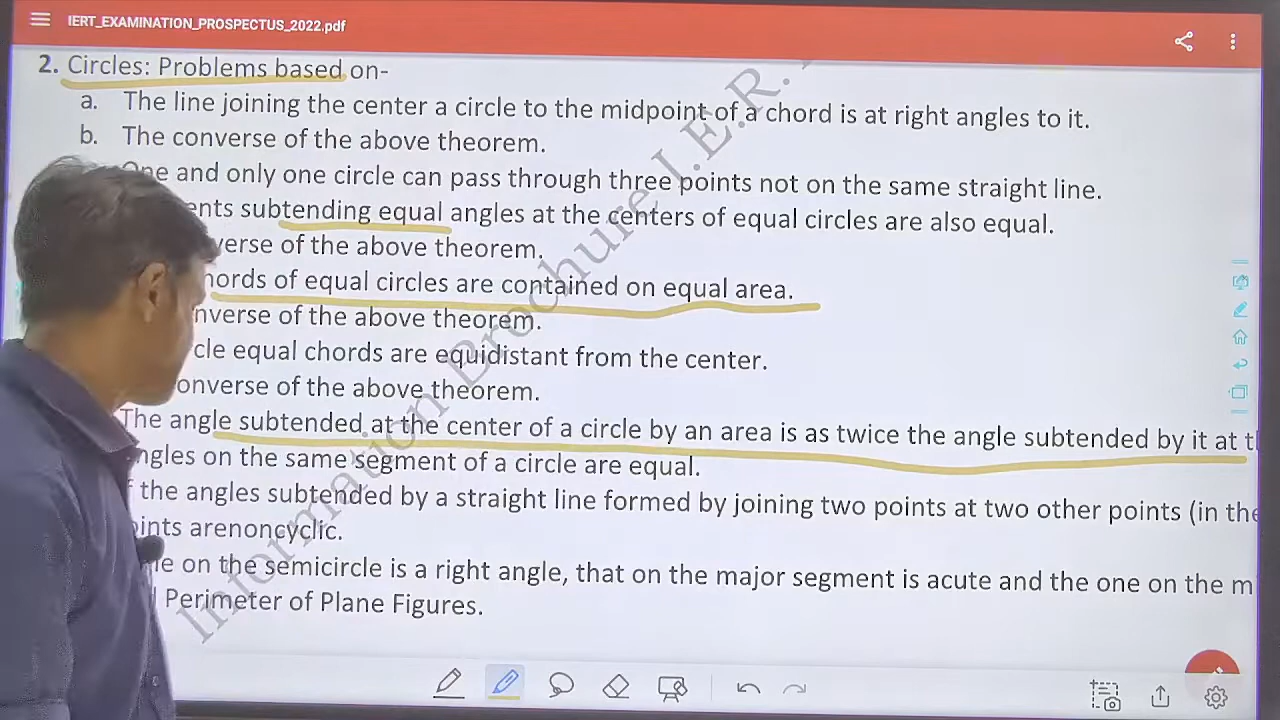 IERT_EXAMINATION_PROSPECTUS_2022.pdf
2. Circles: Problems based on-
a. The line joining the center a circle to the midpoint of a chord is at right angles to it.
b. The converse of the above theorem.
One and only one circle can pass through three points not on the same straight line.
ents subtending equal angles at the centers of equal circles are also equal.
verse of the above theorem.
hords of equal circles are contained on equal area.
nverse of the above theorem.
cle equal chords are equidistant from the center.
onverse of the above theorem.
The angle subtended at the center of a circle by an area is as twice the angle subtended by it at t
ngles on the same segment of a circle are equal.
the angles subtended by a straight line formed by joining two points at two other points (in the
ints arenoncyclic.
le on the semicircle is a right angle, that on the major segment is acute and the one on the m
Perimeter of Plane Figures.
Information Brochure I.E.R.